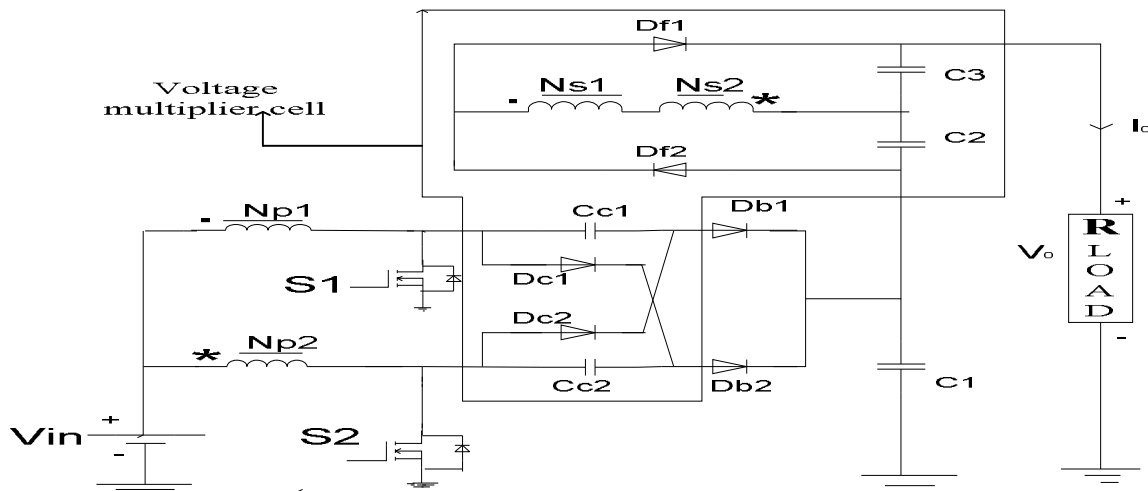 Df1
C3
Voltage
multiplier cell
- Ns1 Ns2 *
Io
C2
Df2
- Np1
Cc1
Db1
+
Vo
R
L
O
A
D
-
S1
Dc1
Dc2
* Np2
Cc2
Db2
C1
+
Vin
-
S2